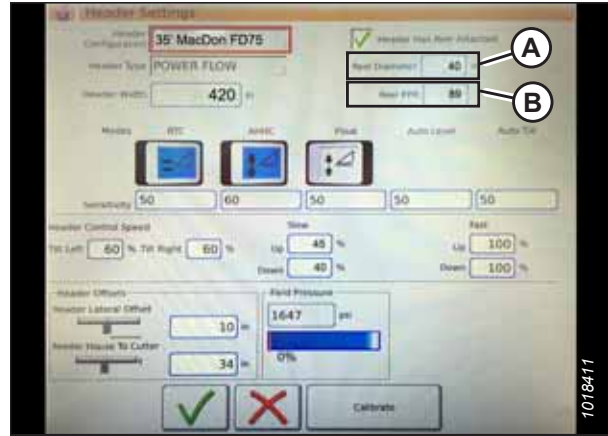 Header Settings
Header Configuration 35' MacDon FD75 Header Has Reel Attached
A
Header Type POWER FLOW Reel Diameter 40 in
Header Width 420 in Reel PPR 89
B
Modes RTC AHHC Float Auto Level Auto Tilt
Sensitivity 50 60 50 50 50
Header Control Speed Slow Fast
Tilt Left 60 % Tilt Right 60 % Up 45 % Up 100 %
Down 40 % Down 100 %
Header Offsets Field Pressure
Header Lateral Offset 1647 psi
10 in
Feeder House To Cutter
34 in 0%
Calibrate
1018411